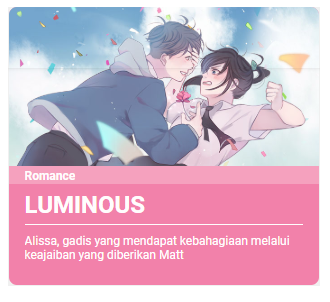 Romance
LUMINOUS
Alissa, gadis yang mendapat kebahagiaan melalui
keajaiban yang diberikan Matt